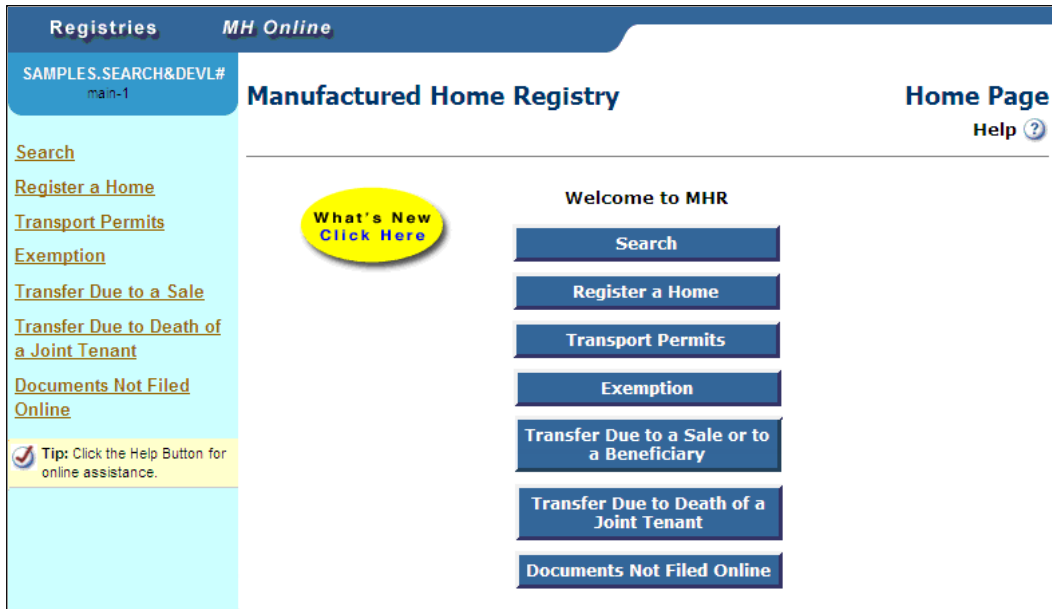 Registries MH Online
SAMPLES.SEARCH&DEVL#
main-1
Manufactured Home Registry
Home Page
Help ?
Search
Register a Home
Transport Permits
Exemption
Transfer Due to a Sale
Transfer Due to Death of
a Joint Tenant
Documents Not Filed
Online
Tip: Click the Help Button for
online assistance.
What's New
Click Here
Welcome to MHR
Search
Register a Home
Transport Permits
Exemption
Transfer Due to a Sale or to
a Beneficiary
Transfer Due to Death of a
Joint Tenant
Documents Not Filed Online